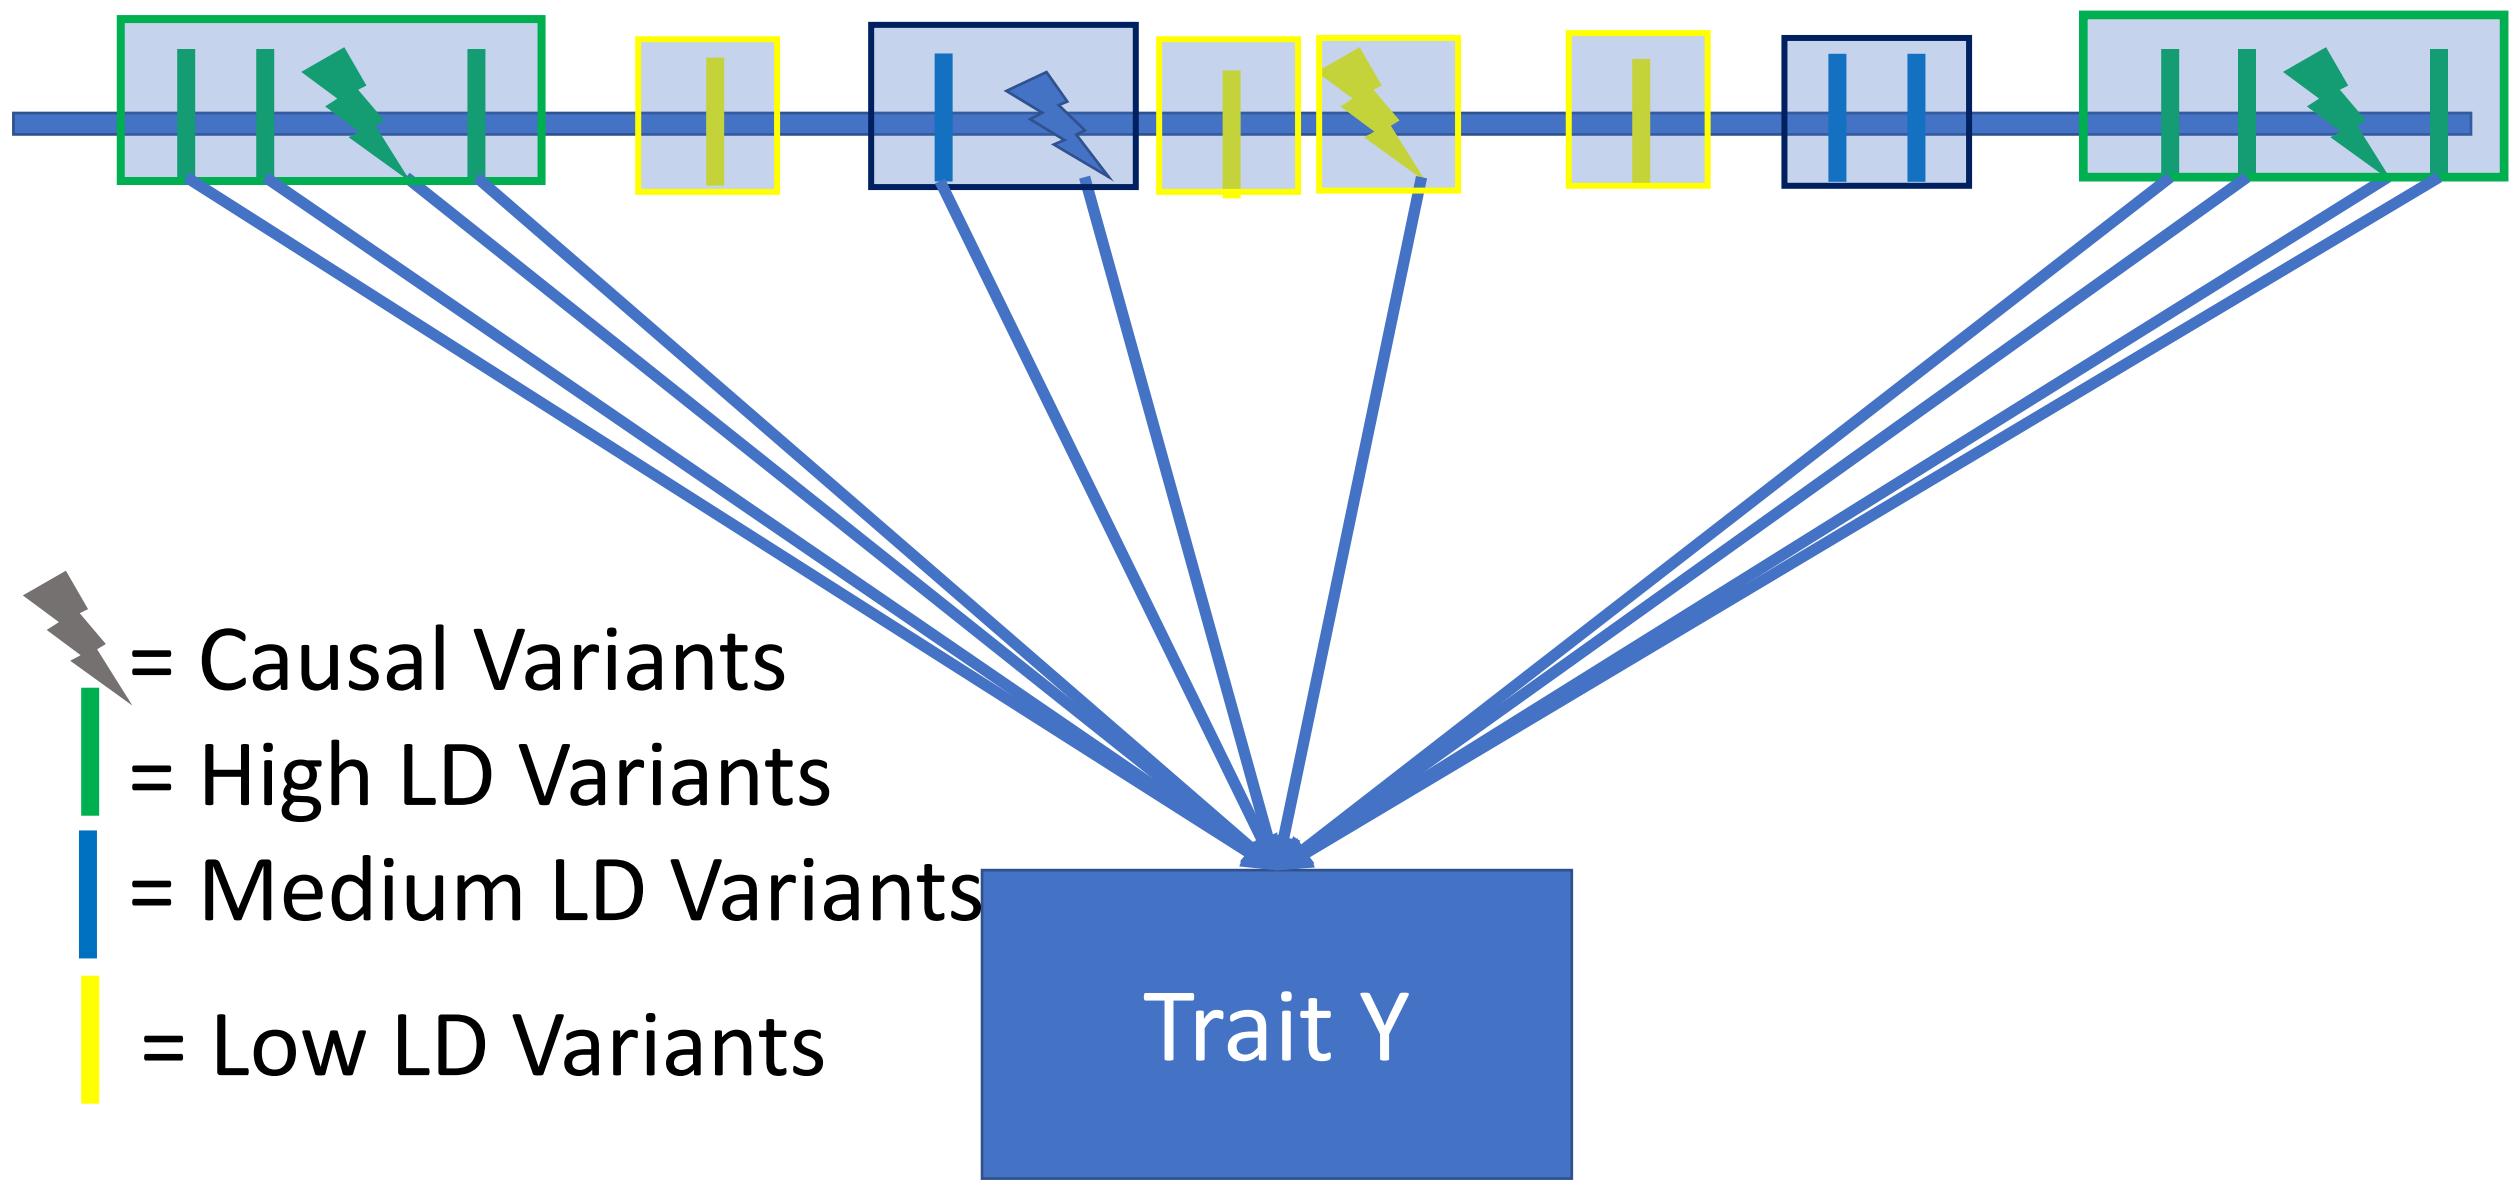 = Causal Variants
= High LD Variants
= Medium LD Variants
= Low LD Variants
Trait Y